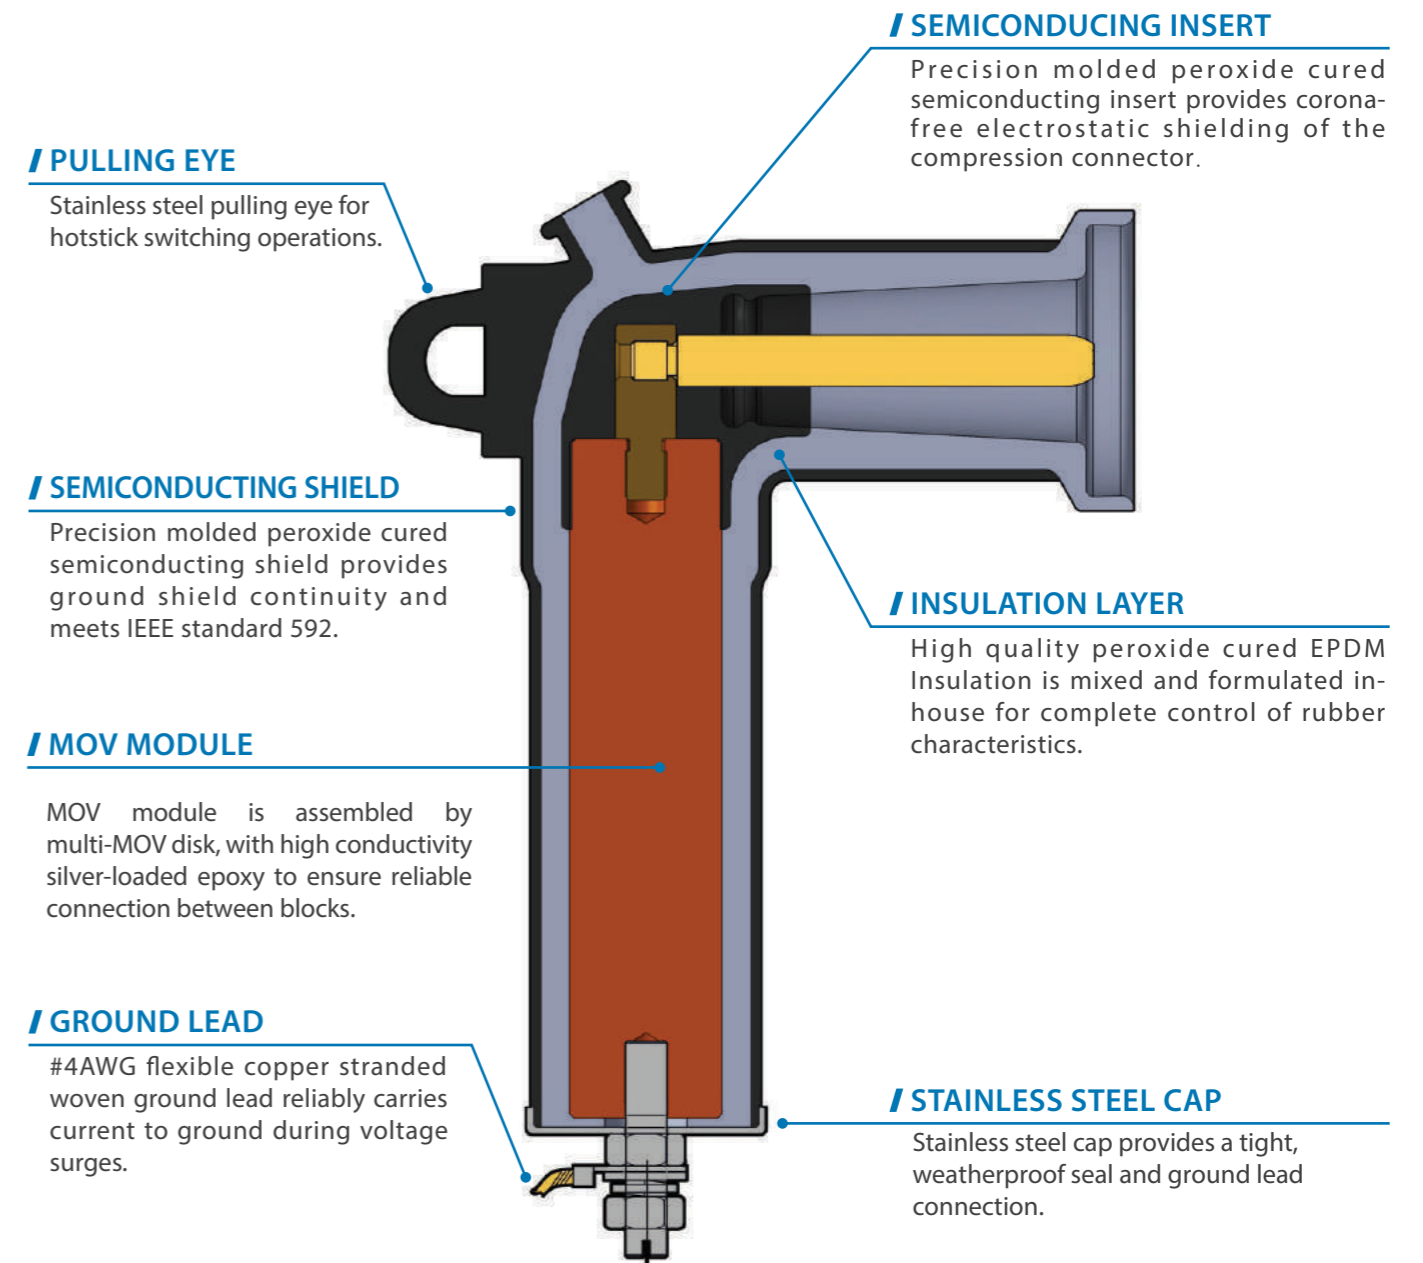 SEMICONDUCING INSERT
Precision molded peroxide cured
semiconducting insert provides corona-
free electrostatic shielding of the
compression connector.
PULLING EYE
Stainless steel pulling eye for
hotstick switching operations.
SEMICONDUCTING SHIELD
Precision molded peroxide cured
semiconducting shield provides
ground shield continuity and
meets IEEE standard 592.
INSULATION LAYER
High quality peroxide cured EPDM
Insulation is mixed and formulated in-
house for complete control of rubber
characteristics.
MOV MODULE
MOV module is assembled by
multi-MOV disk, with high conductivity
silver-loaded epoxy to ensure reliable
connection between blocks.
GROUND LEAD
#4AWG flexible copper stranded
woven ground lead reliably carries
current to ground during voltage
surges.
STAINLESS STEEL CAP
Stainless steel cap provides a tight,
weatherproof seal and ground lead
connection.